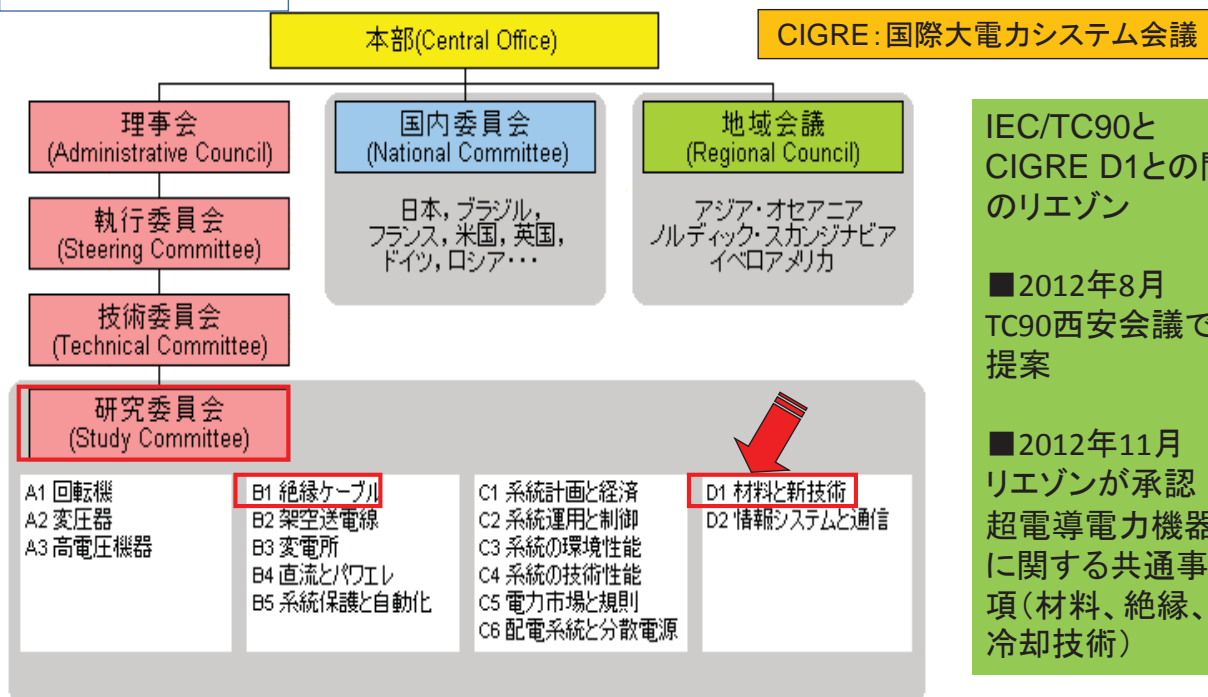 本部(Central Office)
CIGRE：国際大電力システム会議
理事会
(Administrative Council)
国内委員会
(National Committee)
地域会議
(Regional Council)
日本, ブラジル,
フランス, 米国, 英国,
ドイツ, ロシア・・・
アジア・オセアニア
ノルディック・スカンジナビア
イベロアメリカ
執行委員会
(Steering Committee)
技術委員会
(Technical Committee)
研究委員会
(Study Committee)
A1 回転機
A2 変圧器
A3 高電圧機器
B1 絶縁ケーブル
B2 架空送電線
B3 変電所
B4 直流とパワエレ
B5 系統保護と自動化
C1 系統計画と経済
C2 系統運用と制御
C3 系統の環境性能
C4 系統の技術性能
C5 電力市場と規則
C6 配電系統と分散電源
D1 材料と新技術
D2 情報システムと通信
IEC/TC90と
CIGRE D1との
のリエゾン
■2012年8月
TC90西安会議で
提案
■2012年11月
リエゾンが承認
超電導電力機器
に関する共通事
項（材料、絶縁、
冷却技術）